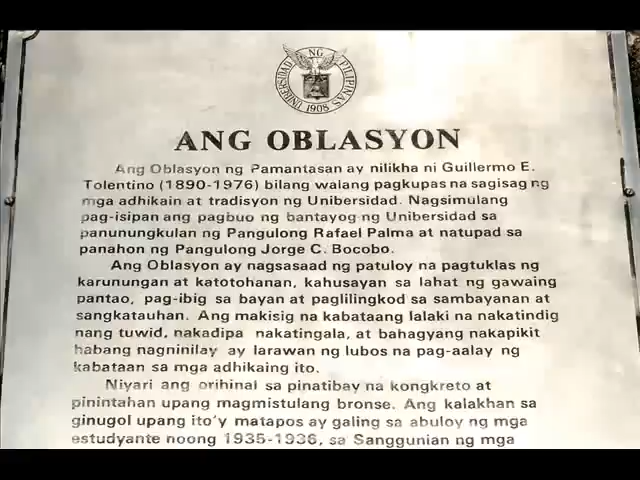 UNIBERSIDAD NG PILIPINAS
1908
ANG OBLASYON
Ang Oblasyon ng Pamantasan ay nilikha ni Guillermo E.
Tolentino (1890-1976) bilang walang pagkupas na sagisag ng
mga adhikain at tradisyon ng Unibersidad. Nagsimulang
pag-isipan ang pagbuo ng bantayog ng Unibersidad sa
panunungkulan ng Pangulong Rafael Palma at natupad sa
panahon ng Pangulong Jorge C. Bocobo.
Ang Oblasyon ay nagsasaad ng patuloy na pagtuklas ng
karunungan at katotohanan, kahusayan sa lahat ng gawaing
pantao, pag-ibig sa bayan at paglilingkod sa sambayanan at
sangkatauhan. Ang makisig na kabataang lalaki na nakatindig
nang tuwid, nakadipa nakatingala, at bahagyang nakapikit
habang nagninilay ay larawan ng lubos na pag-aalay ng
kabataan sa mga adhikaing ito.
Niyari ang orihinal sa pinatibay na kongkreto at
pinintahan upang magmistulang bronse. Ang kalakhan sa
ginugol upang ito'y matapos ay galing sa abuloy ng mga
estudyante noong 1935-1936, sa Sanggunian ng mga